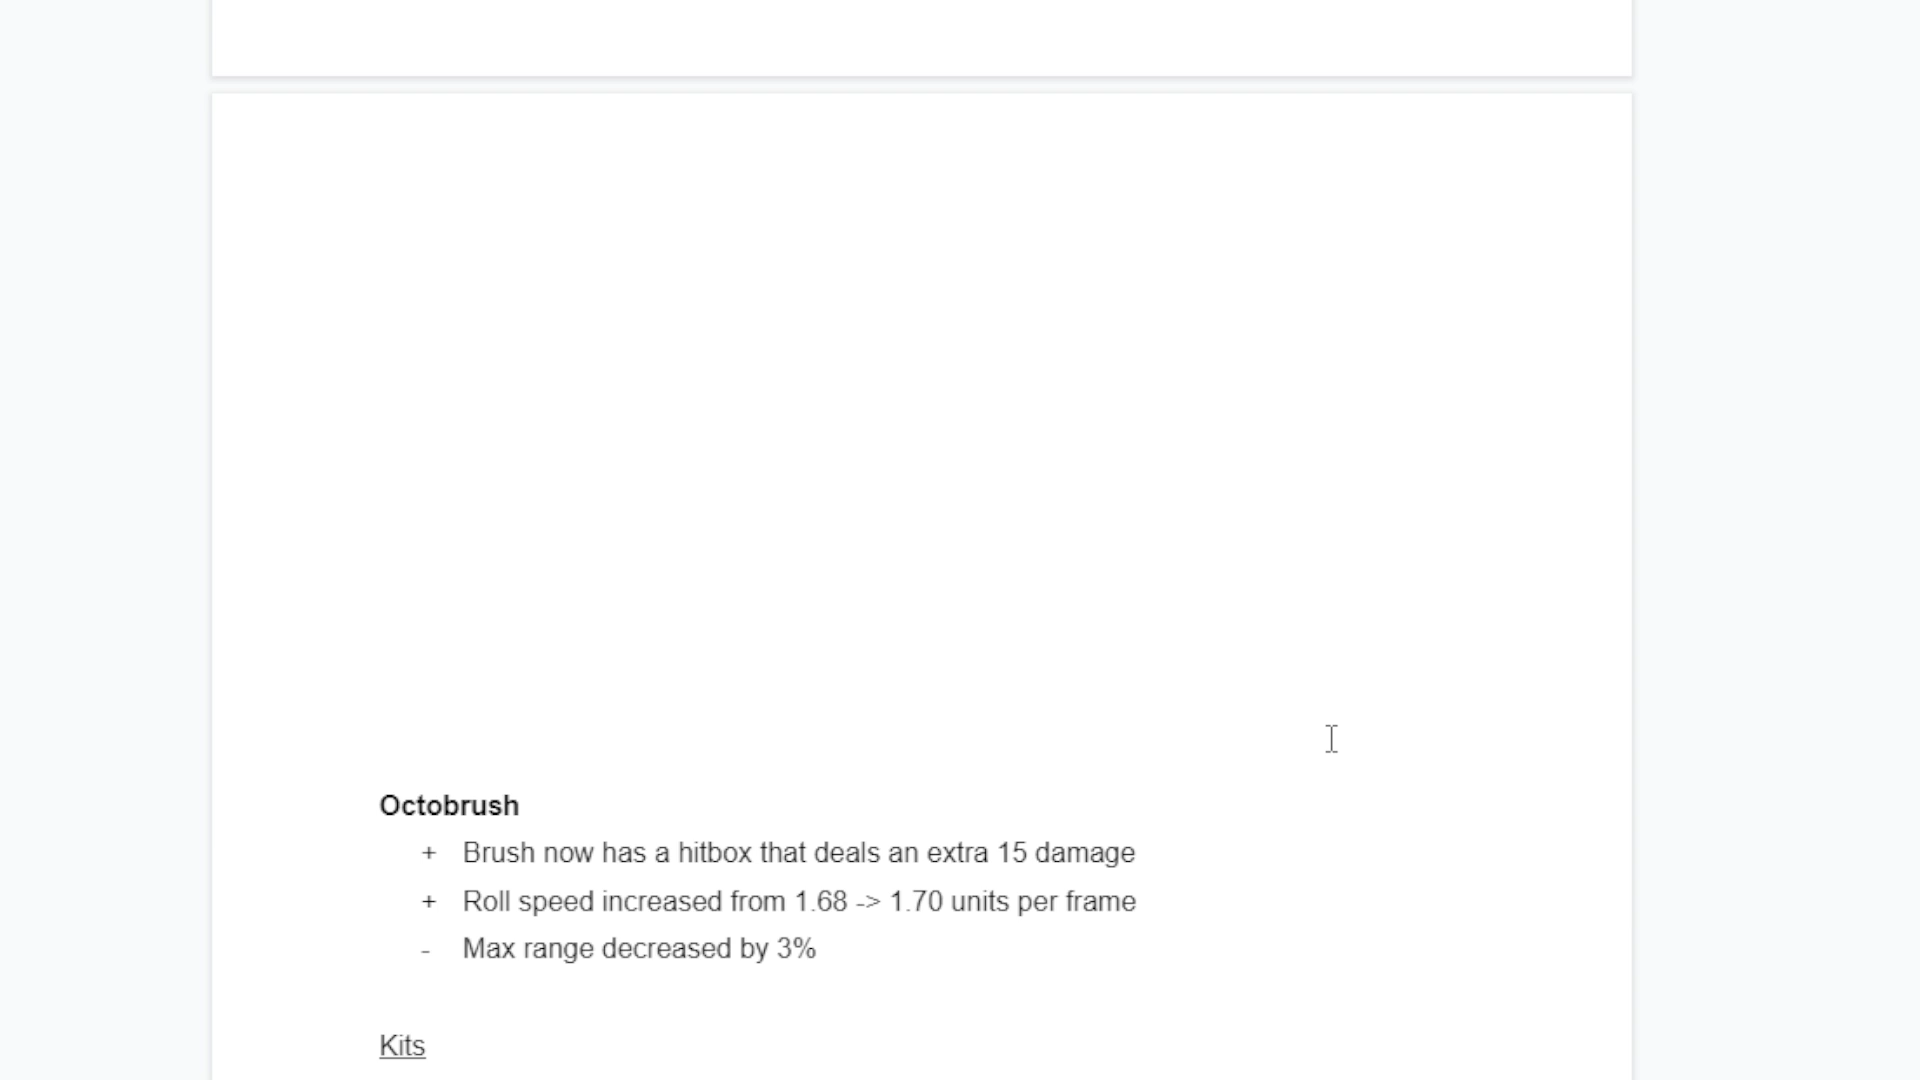 Octobrush
+ Brush now has a hitbox that deals an extra 15 damage
+ Roll speed increased from 1.68 -> 1.70 units per frame
- Max range decreased by 3%
Kits